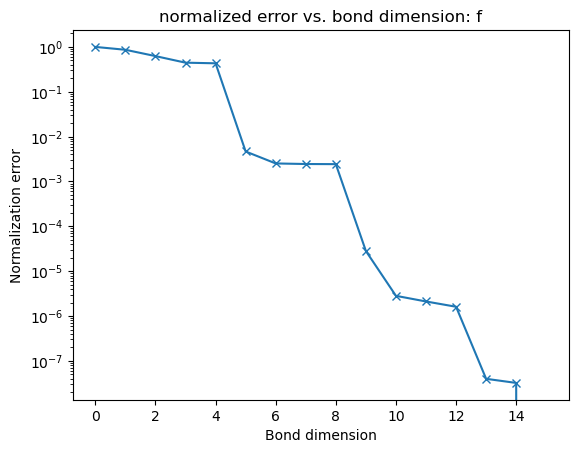 normalized error vs. bond dimension: f
Normalization error
10⁰
10⁻¹
10⁻²
10⁻³
10⁻⁴
10⁻⁵
10⁻⁶
10⁻⁷
0 2 4 6 8 10 12 14
Bond dimension